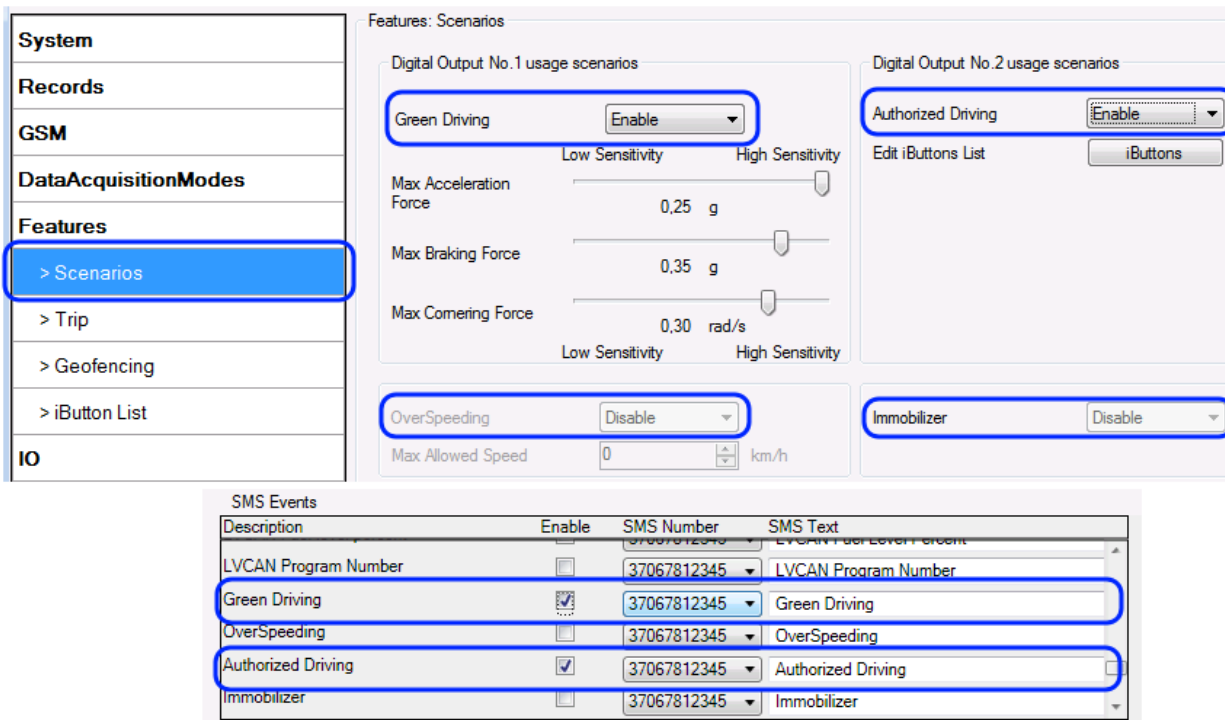 System
Records
GSM
DataAcquisitionModes
Features
> Scenarios
> Trip
> Geofencing
> iButton List
IO
Features: Scenarios
Digital Output No.1 usage scenarios
Green Driving Enable
Low Sensitivity High Sensitivity
Max Acceleration
Force
0,25 g
Max Braking Force
0,35 g
Max Cornering Force
0,30 rad/s
Low Sensitivity High Sensitivity
OverSpeeding Disable
Max Allowed Speed 0 km/h
Digital Output No.2 usage scenarios
Authorized Driving Enable
Edit iButtons List iButtons
Immobilizer Disable
SMS Events
Description Enable SMS Number SMS Text
37067812345 LVCAN Fuel Level Percent
LVCAN Program Number 37067812345 LVCAN Program Number
Green Driving 37067812345 Green Driving
OverSpeeding 37067812345 OverSpeeding
Authorized Driving 37067812345 Authorized Driving
Immobilizer 37067812345 Immobilizer